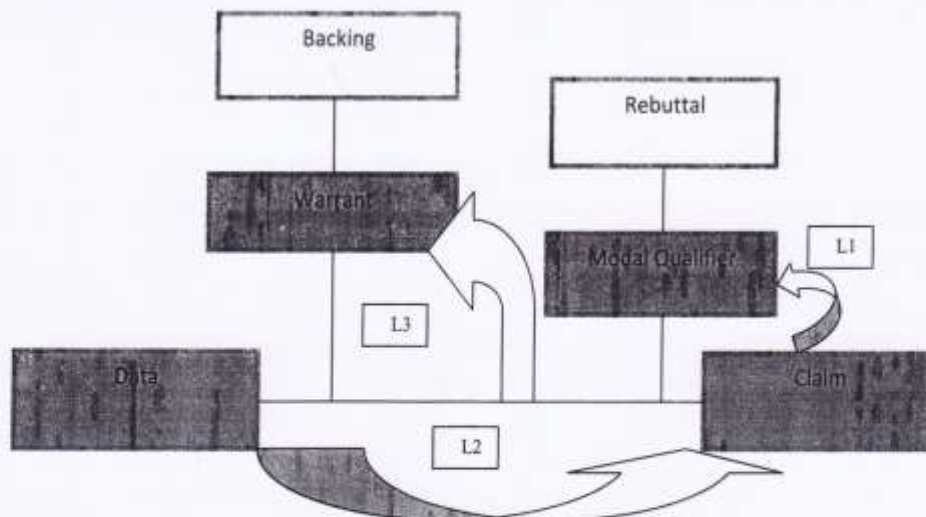 Backing
Rebuttal
Warrant
Modal Qualifier
L1
L3
Data
Claim
L2